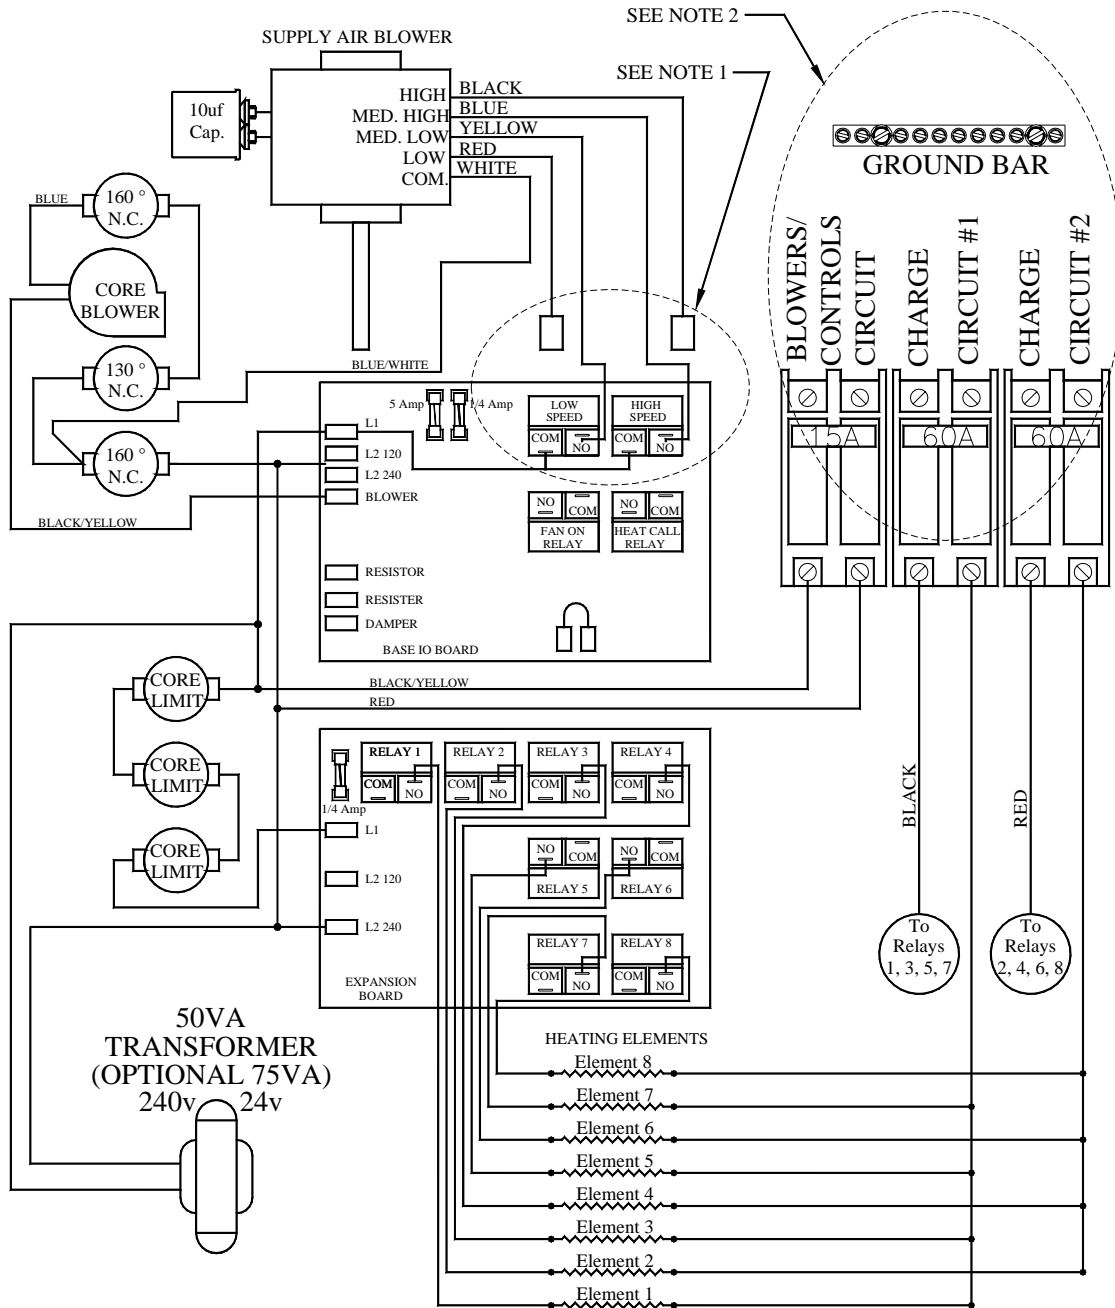 SEE NOTE 2
SUPPLY AIR BLOWER
SEE NOTE 1
10uf
Cap.
HIGH
MED. HIGH
MED. LOW
LOW
COM.
BLACK
BLUE
YELLOW
RED
WHITE
GROUND BAR
BLUE
160 °
N.C.
CORE
BLOWER
130 °
N.C.
160 °
N.C.
BLUE/WHITE
BLACK/YELLOW
BLOWERS/
CONTROLS
CIRCUIT
CHARGE
CIRCUIT #1
CHARGE
CIRCUIT #2
15A
60A
60A
5 Amp
1/4 Amp
LOW
SPEED
COM
NO
HIGH
SPEED
COM
NO
L1
L2 120
L2 240
BLOWER
NO
COM
FAN ON
RELAY
NO
COM
HEAT CALL
RELAY
RESISTOR
RESISTER
DAMPER
BASE IO BOARD
BLACK/YELLOW
RED
CORE
LIMIT
CORE
LIMIT
CORE
LIMIT
RELAY 1
COM
NO
RELAY 2
COM
NO
RELAY 3
COM
NO
RELAY 4
COM
NO
1/4 Amp
L1
L2 120
L2 240
NO
COM
RELAY 5
NO
COM
RELAY 6
RELAY 7
COM
NO
RELAY 8
COM
NO
EXPANSION
BOARD
BLACK
RED
To
Relays
1, 3, 5, 7
To
Relays
2, 4, 6, 8
50VA
TRANSFORMER
(OPTIONAL 75VA)
240v
24v
HEATING ELEMENTS
Element 8
Element 7
Element 6
Element 5
Element 4
Element 3
Element 2
Element 1